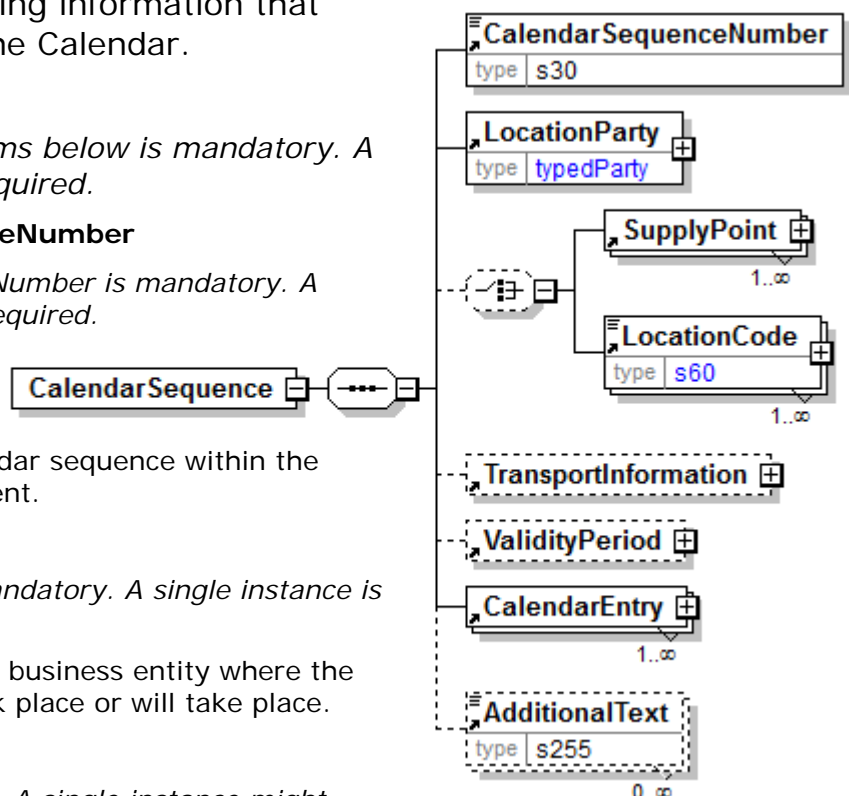 ing information that
he Calendar.
ms below is mandatory. A
quired.
eNumber
Number is mandatory. A
equired.
dar sequence within the
ent.
andatory. A single instance is
business entity where the
k place or will take place.
A single instance might
CalendarSequence
CalendarSequenceNumber
type s30
LocationParty
type typedParty
SupplyPoint
1..∞
LocationCode
type s60
1..∞
TransportInformation
ValidityPeriod
CalendarEntry
1..∞
AdditionalText
type s255
0..∞